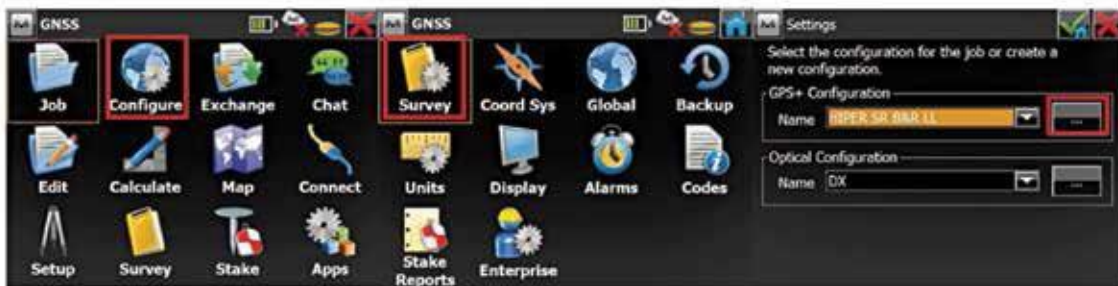 GNSS
Job Configure Exchange Chat
Edit Calculate Map Connect
Setup Survey Stake Apps
GNSS
Survey Coord Sys Global Backup
Units Display Alarms Codes
Stake Reports Enterprise
Settings
Select the configuration for the job or create a
new configuration.
GPS+ Configuration
Name HIPER SR B&R LL
...
Optical Configuration
Name DX
...